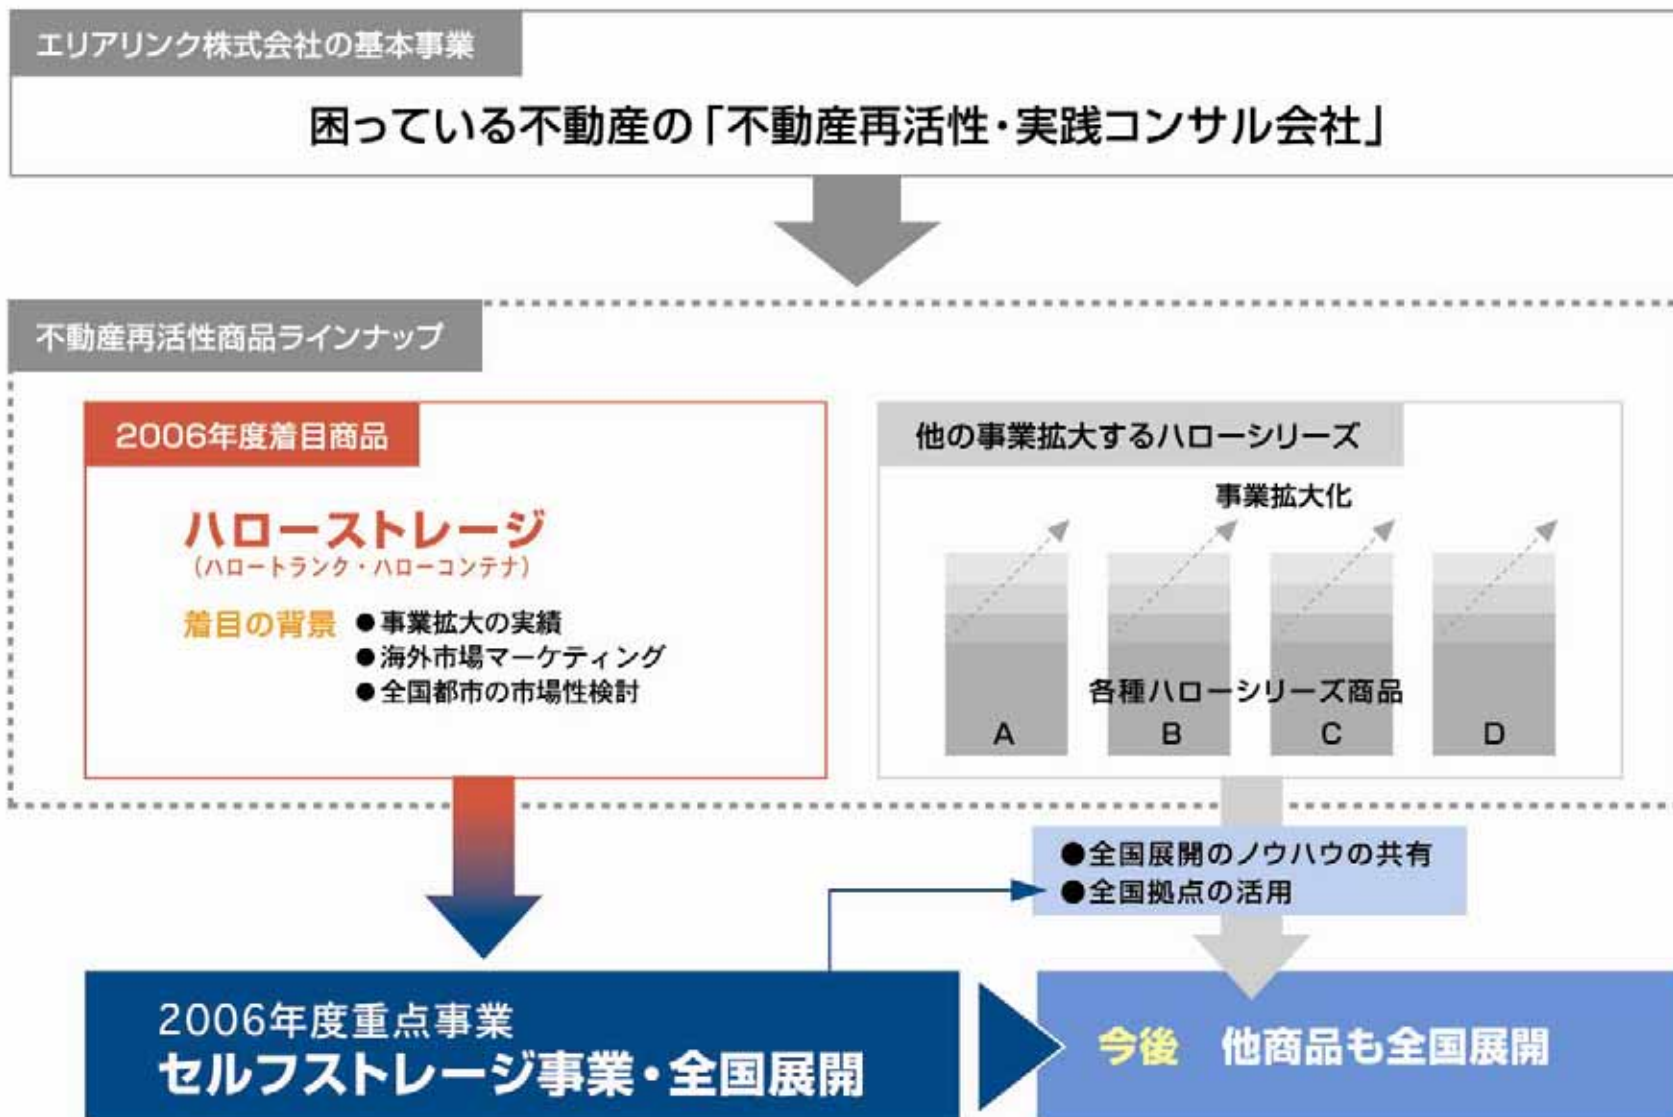 エリアリンク株式会社の基本事業
困っている不動産の「不動産再活性・実践コンサル会社」
不動産再活性商品ラインナップ
2006年度着目商品
ハローストレージ
（ハロートランク・ハローコンテナ）
着目の背景 ●事業拡大の実績
●海外市場マーケティング
●全国都市の市場性検討
他の事業拡大するハローシリーズ
事業拡大化
各種ハローシリーズ商品
A B C D
●全国展開のノウハウの共有
●全国拠点の活用
2006年度重点事業
セルフストレージ事業・全国展開
今後 他商品も全国展開